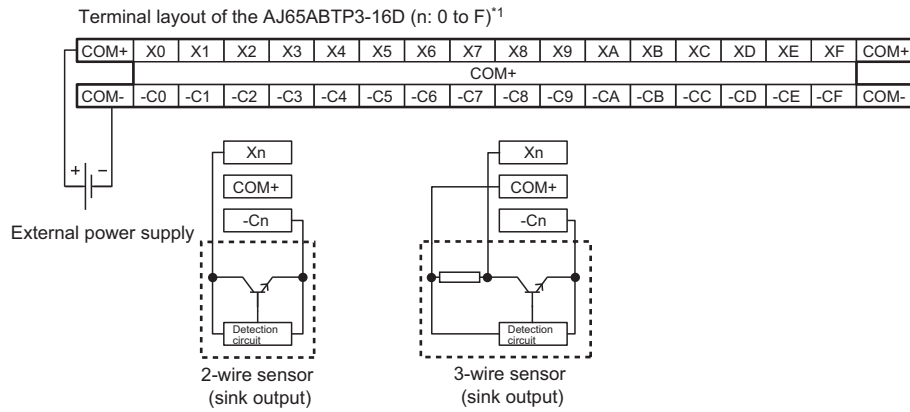 Terminal layout of the AJ65ABTP3-16D (n: 0 to F)*1
COM+ X0 X1 X2 X3 X4 X5 X6 X7 X8 X9 XA XB XC XD XE XF COM+
COM+
COM- -C0 -C1 -C2 -C3 -C4 -C5 -C6 -C7 -C8 -C9 -CA -CB -CC -CD -CE -CF COM-
+ −
External power supply
Xn
COM+
-Cn
Detection
circuit
2-wire sensor
(sink output)
Xn
COM+
-Cn
Detection
circuit
3-wire sensor
(sink output)